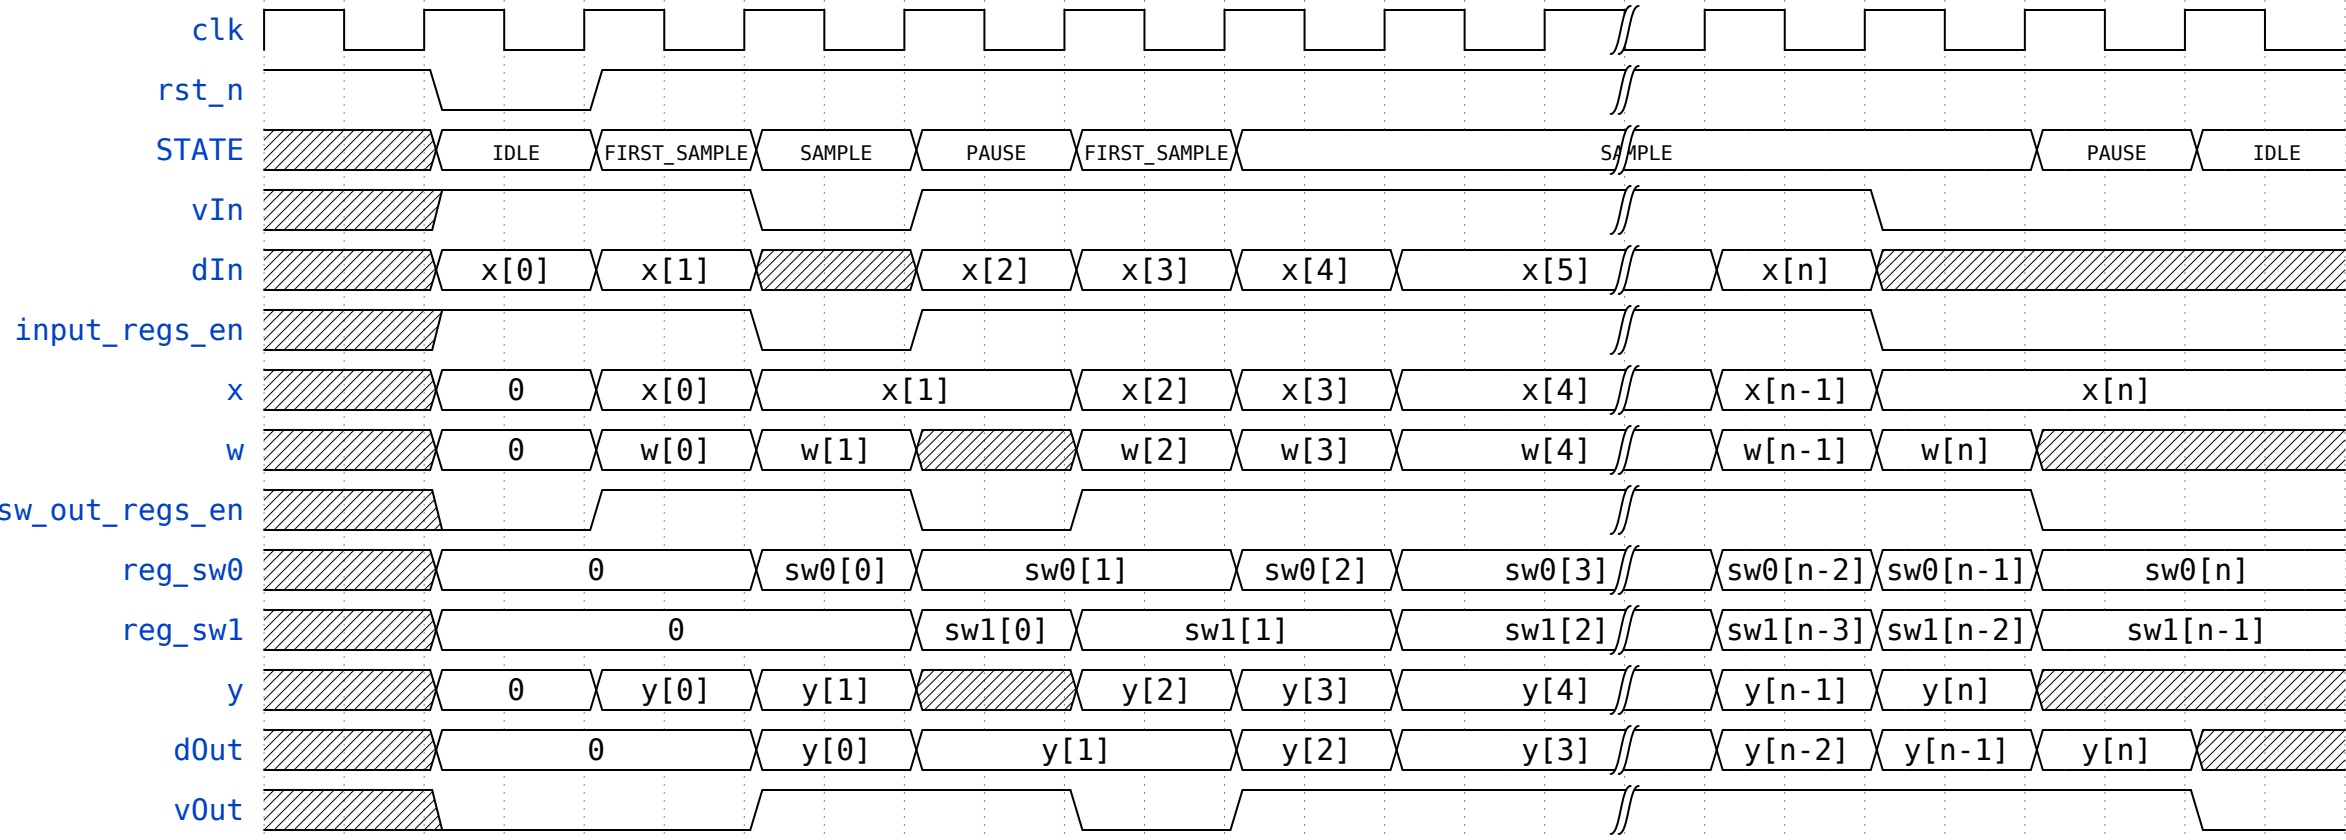 clk
rst_n
STATE IDLE FIRST_SAMPLE SAMPLE PAUSE FIRST_SAMPLE SAMPLE PAUSE IDLE
vIn
dIn x[0] x[1] x[2] x[3] x[4] x[5] x[n]
input_regs_en
x 0 x[0] x[1] x[2] x[3] x[4] x[n-1] x[n]
w 0 w[0] w[1] w[2] w[3] w[4] w[n-1] w[n]
sw_out_regs_en
reg_sw0 0 sw0[0] sw0[1] sw0[2] sw0[3] sw0[n-2] sw0[n-1] sw0[n]
reg_sw1 0 sw1[0] sw1[1] sw1[2] sw1[n-3] sw1[n-2] sw1[n-1]
y 0 y[0] y[1] y[2] y[3] y[4] y[n-1] y[n]
dOut 0 y[0] y[1] y[2] y[3] y[n-2] y[n-1] y[n]
vOut